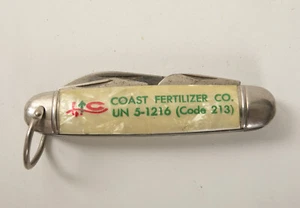 COAST FERTILIZER CO.
UN 5-1216 (Code 213)